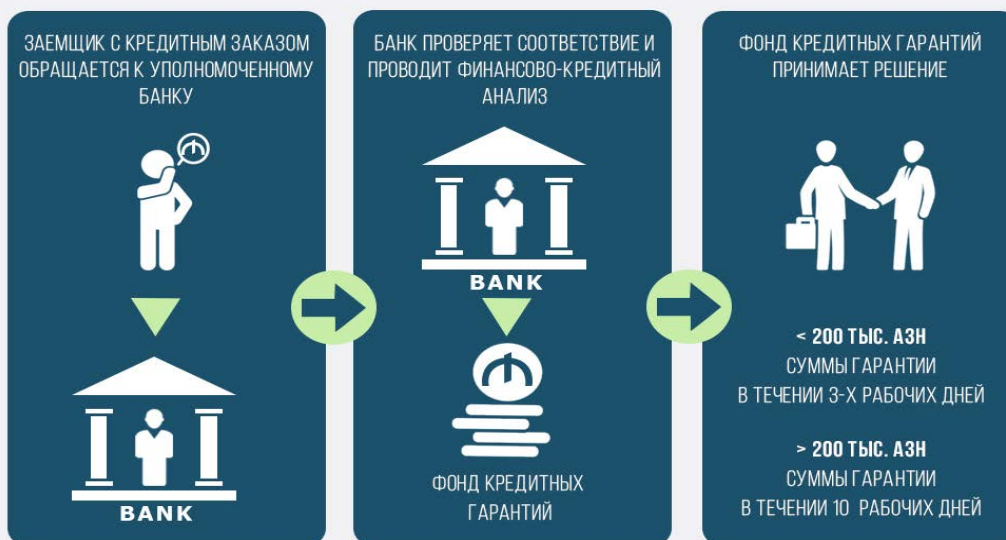 ЗАЕМЩИК С КРЕДИТНЫМ ЗАКАЗОМ
ОБРАЩАЕТСЯ К УПОЛНОМОЧЕННОМУ
БАНКУ
BANK
БАНК ПРОВЕРЯЕТ СООТВЕТСТВИЕ И
ПРОВОДИТ ФИНАНСОВО-КРЕДИТНЫЙ
АНАЛИЗ
BANK
ФОНД КРЕДИТНЫХ
ГАРАНТИЙ
ФОНД КРЕДИТНЫХ ГАРАНТИЙ
ПРИНИМАЕТ РЕШЕНИЕ
< 200 ТЫС. АЗН
СУММЫ ГАРАНТИИ
В ТЕЧЕНИИ 3-Х РАБОЧИХ ДНЕЙ
> 200 ТЫС. АЗН
СУММЫ ГАРАНТИИ
В ТЕЧЕНИИ 10 РАБОЧИХ ДНЕЙ